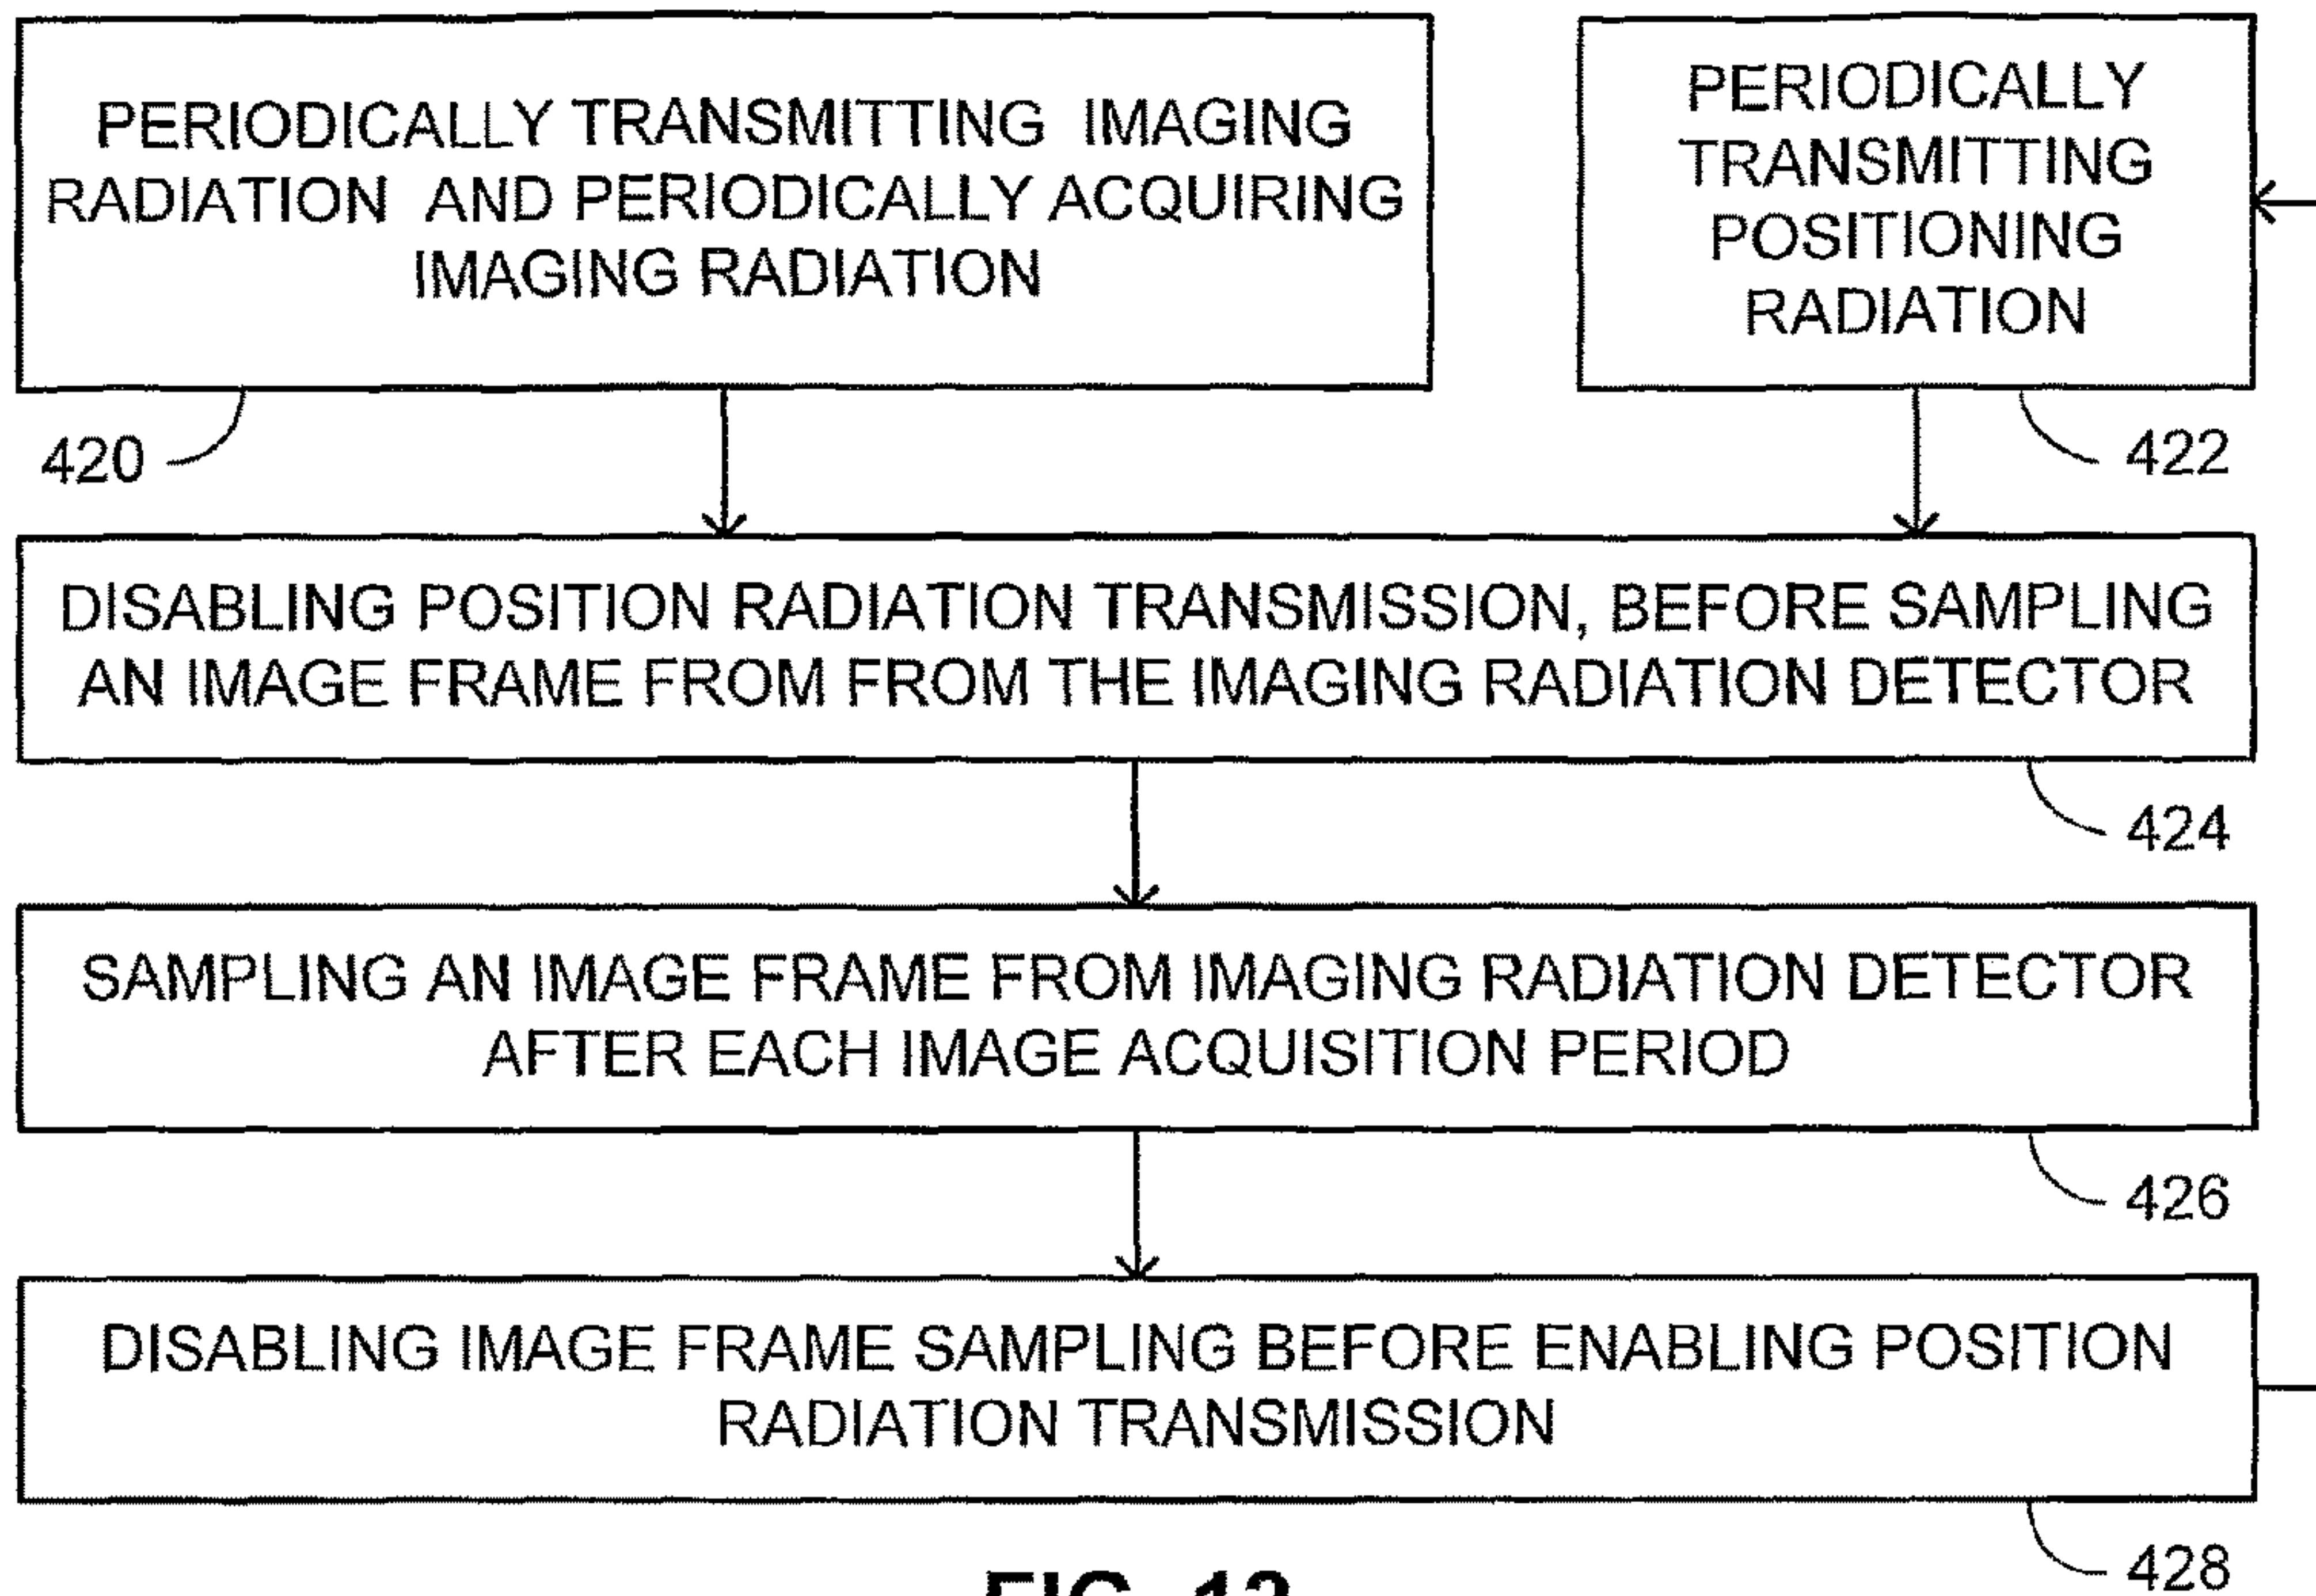 PERIODICALLY TRANSMITTING IMAGING
RADIATION AND PERIODICALLY ACQUIRING
IMAGING RADIATION
420
PERIODICALLY
TRANSMITTING
POSITIONING
RADIATION
422
DISABLING POSITION RADIATION TRANSMISSION, BEFORE SAMPLING
AN IMAGE FRAME FROM FROM THE IMAGING RADIATION DETECTOR
424
SAMPLING AN IMAGE FRAME FROM IMAGING RADIATION DETECTOR
AFTER EACH IMAGE ACQUISITION PERIOD
426
DISABLING IMAGE FRAME SAMPLING BEFORE ENABLING POSITION
RADIATION TRANSMISSION
428
FIG.